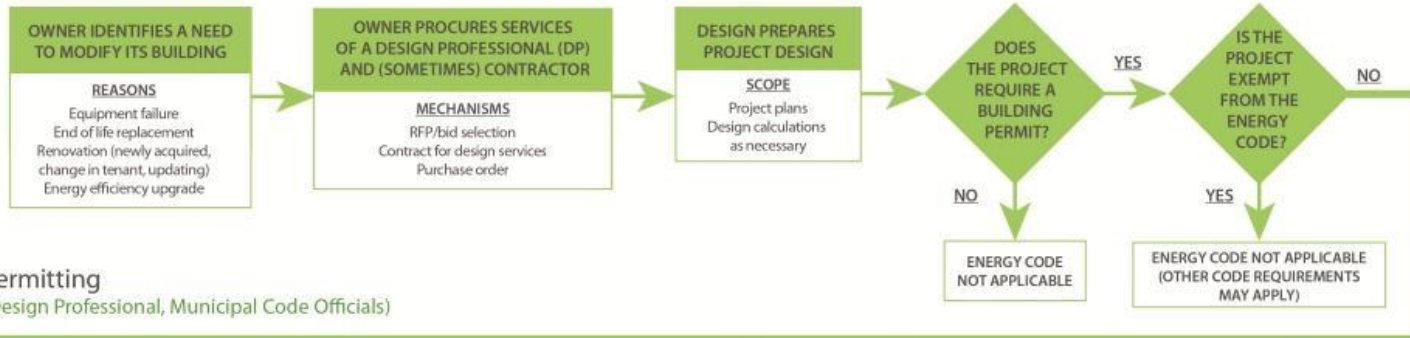 OWNER IDENTIFIES A NEED
TO MODIFY ITS BUILDING
REASONS
Equipment failure
End of life replacement
Renovation (newly acquired,
change in tenant, updating)
Energy efficiency upgrade
OWNER PROCURES SERVICES
OF A DESIGN PROFESSIONAL (DP)
AND (SOMETIMES) CONTRACTOR
MECHANISMS
RFP/bid selection
Contract for design services
Purchase order
DESIGN PREPARES
PROJECT DESIGN
SCOPE
Project plans
Design calculations
as necessary
DOES
THE PROJECT
REQUIRE A
BUILDING
PERMIT?
YES
NO
ENERGY CODE
NOT APPLICABLE
IS THE
PROJECT
EXEMPT
FROM THE
ENERGY
CODE?
NO
YES
ENERGY CODE NOT APPLICABLE
(OTHER CODE REQUIREMENTS
MAY APPLY)
ermitting
esign Professional, Municipal Code Officials)